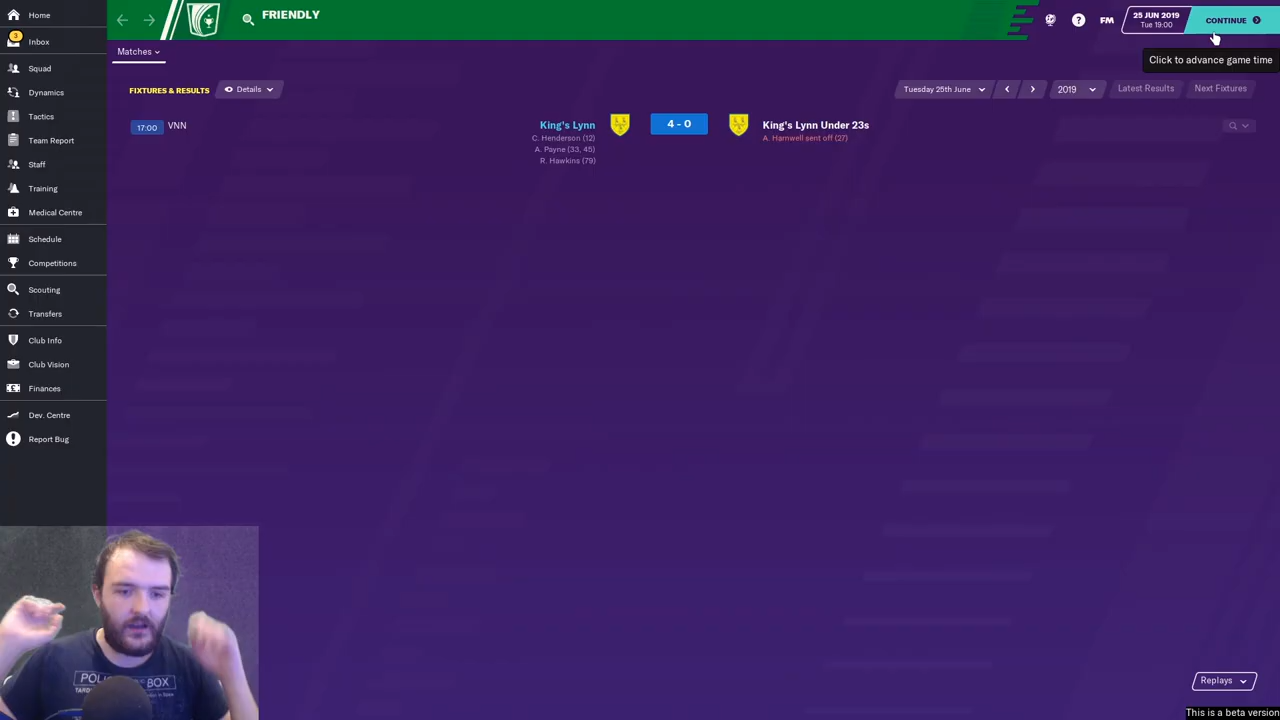 Home
FRIENDLY
FM
25 JUN 2019
Tue 19:00
CONTINUE
3
Inbox
Matches
Click to advance game time
Squad
Dynamics
FIXTURES & RESULTS
Details
Tuesday 25th June
2019
Latest Results
Next Fixtures
Tactics
17:00
VNN
King's Lynn
4 - 0
King's Lynn Under 23s
C. Henderson (12)
A. Harnwell sent off (27)
A. Payne (33, 45)
R. Hawkins (79)
Team Report
Staff
Training
Medical Centre
Schedule
Competitions
Scouting
Transfers
Club Info
Club Vision
Finances
Dev. Centre
Report Bug
POLICE BOX
Replays
This is a beta version